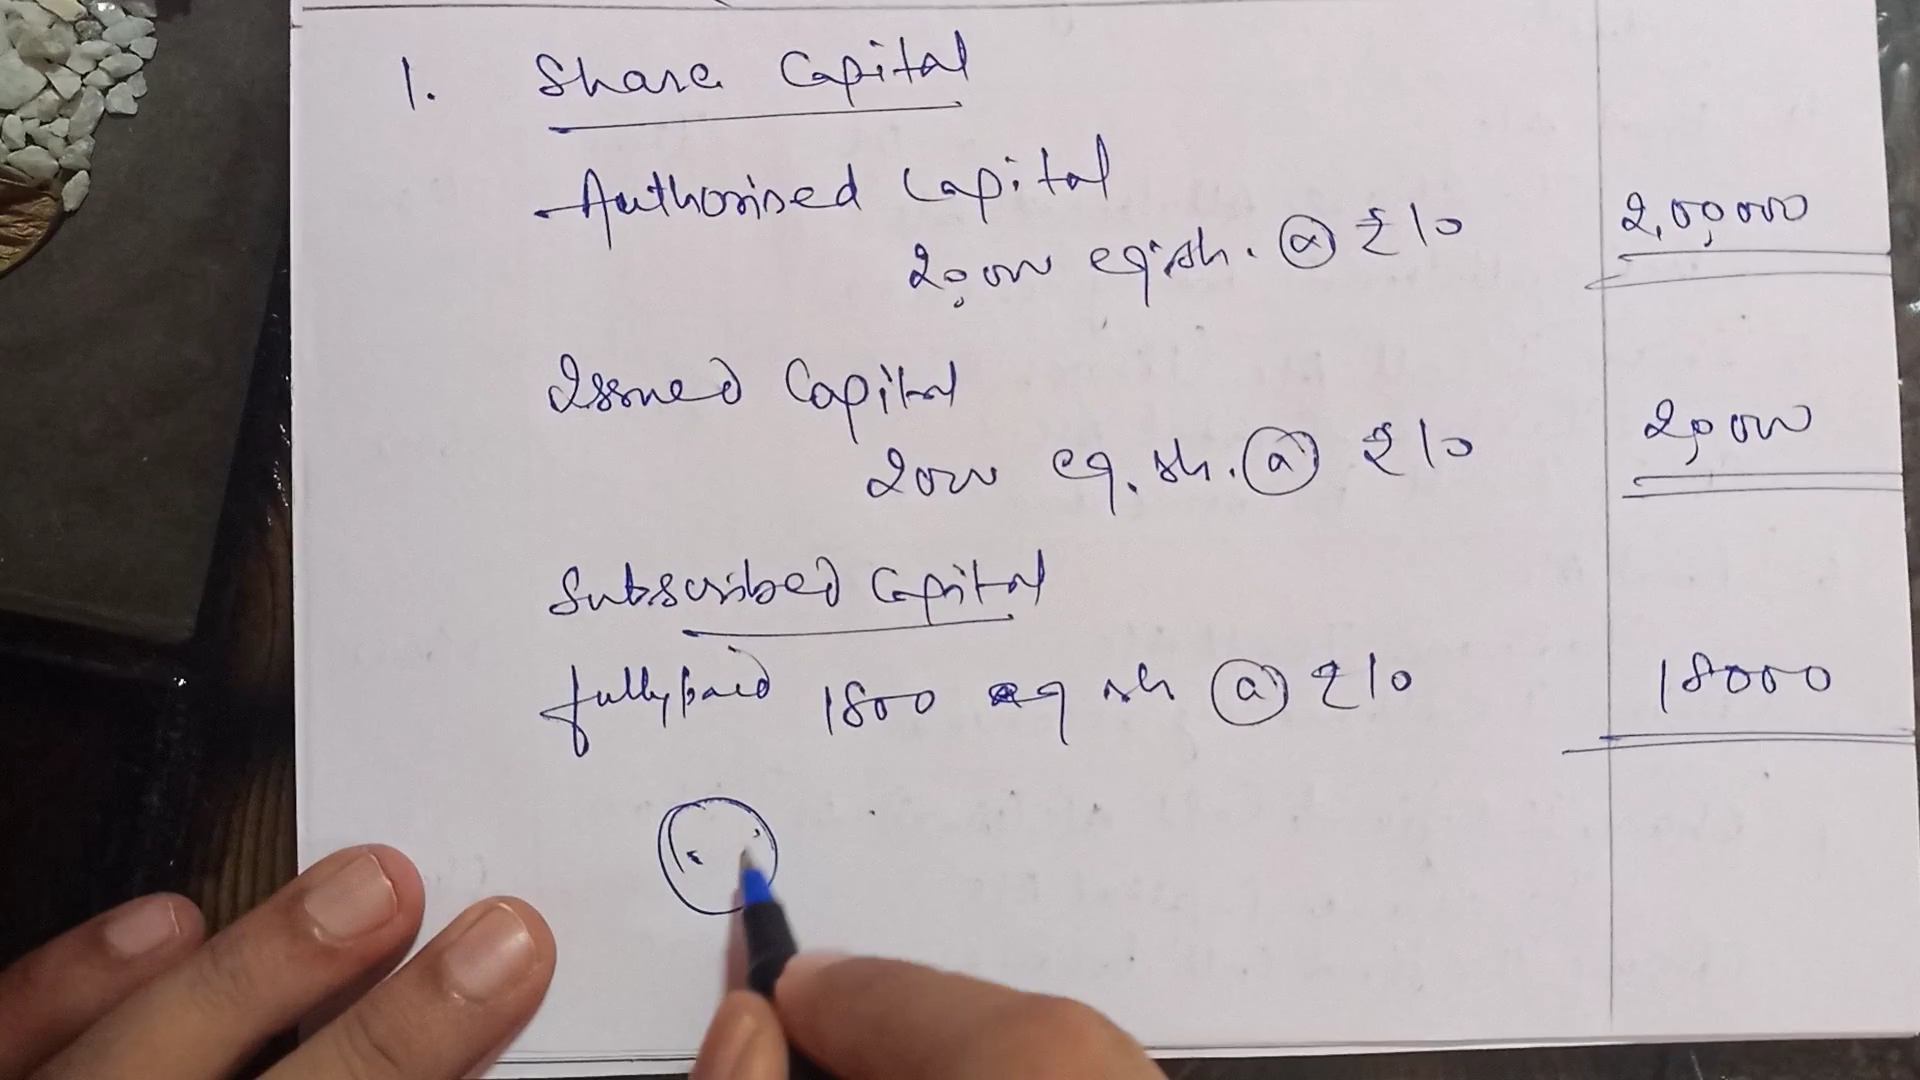 1. Share Capital
Authorised Capital
20,000 eq. sh. @ ₹10 2,00,000
Issued Capital
2000 eq. sh. @ ₹10 20,000
Subscribed Capital
fully paid 1800 eq sh @ ₹10 18000